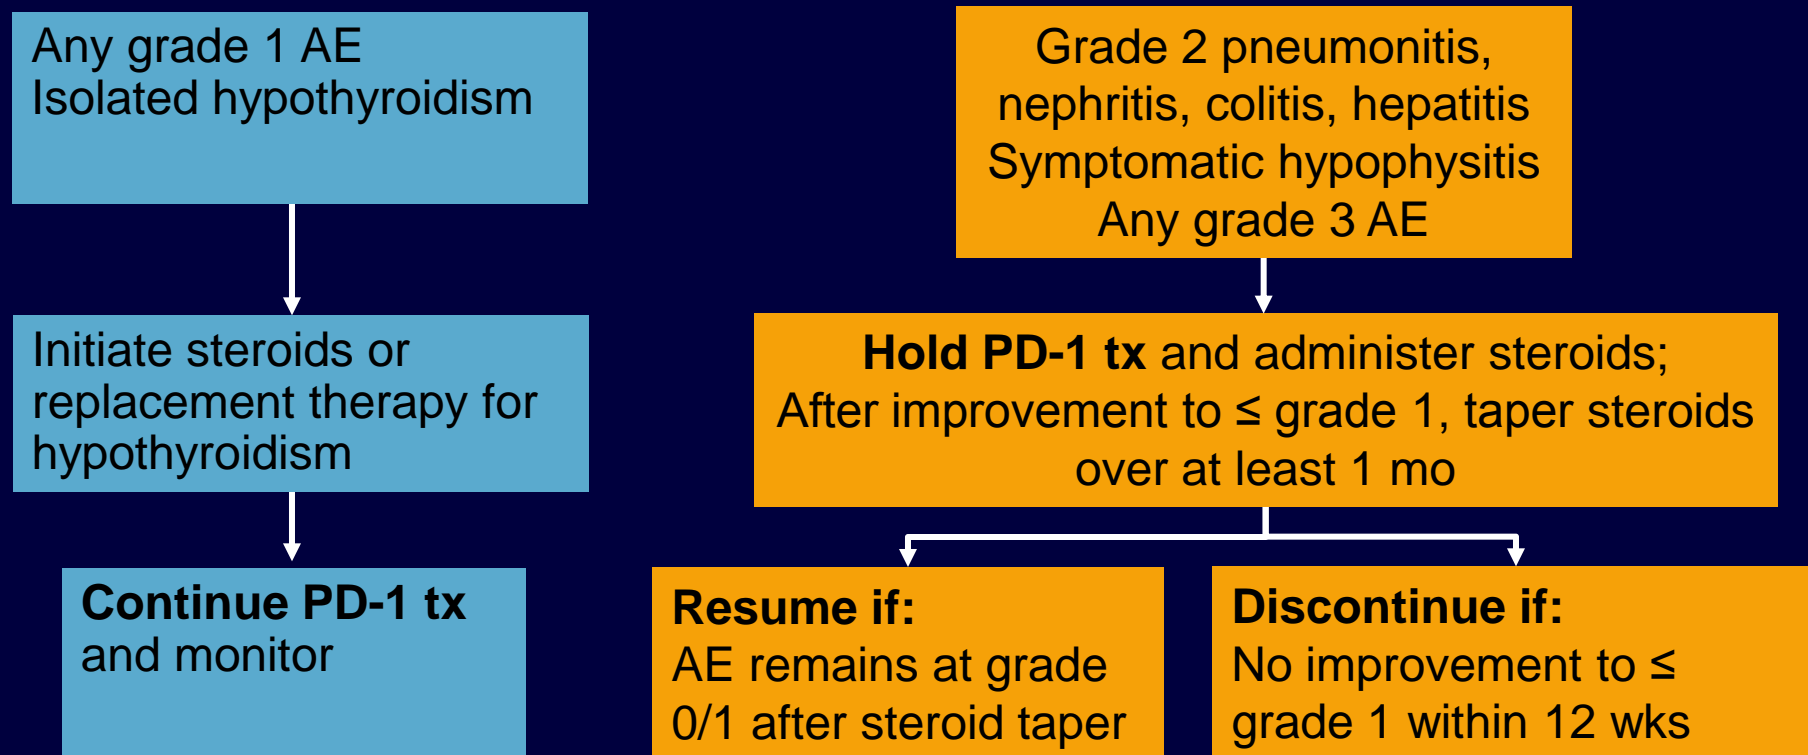 Any grade 1 AE
Isolated hypothyroidism
Initiate steroids or
replacement therapy for
hypothyroidism
Continue PD-1 tx
and monitor
Grade 2 pneumonitis,
nephritis, colitis, hepatitis
Symptomatic hypophysitis
Any grade 3 AE
Hold PD-1 tx and administer steroids;
After improvement to ≤ grade 1, taper steroids
over at least 1 mo
Resume if:
AE remains at grade
0/1 after steroid taper
Discontinue if:
No improvement to ≤
grade 1 within 12 wks